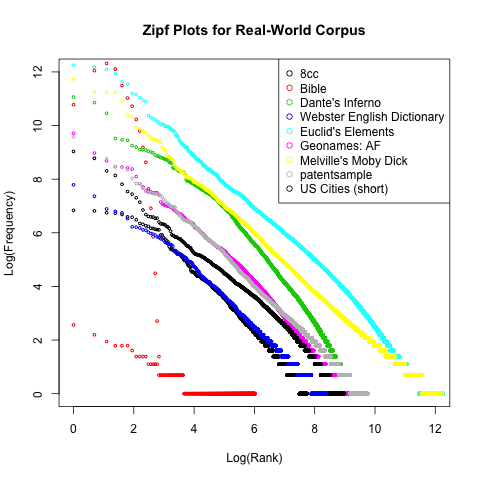 Zipf Plots for Real-World Corpus
8cc
Bible
Dante's Inferno
Webster English Dictionary
Euclid's Elements
Geonames: AF
Melville's Moby Dick
patentsample
US Cities (short)
Log(Frequency)
12
10
8
6
4
2
0
0 2 4 6 8 10 12
Log(Rank)